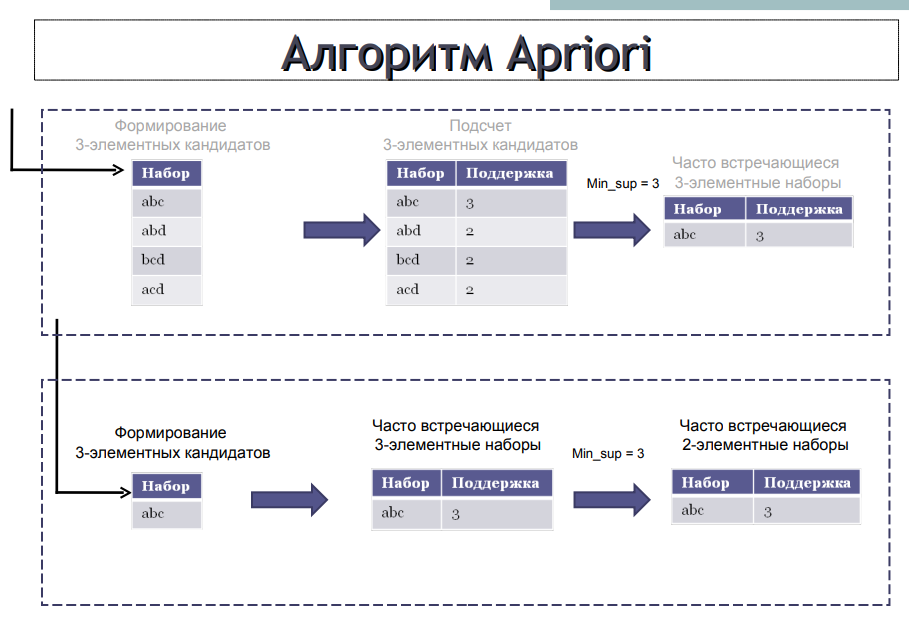 Алгоритм Apriori
Формирование
3-элементных кандидатов
Набор
abc
abd
bcd
acd
Подсчет
3-элементных кандидатов
Набор Поддержка
abc 3
abd 2
bcd 2
acd 2
Min_sup = 3
Часто встречающиеся
3-элементные наборы
Набор Поддержка
abc 3
Формирование
3-элементных кандидатов
Набор
abc
Часто встречающиеся
3-элементные наборы
Набор Поддержка
abc 3
Min_sup = 3
Часто встречающиеся
2-элементные наборы
Набор Поддержка
abc 3